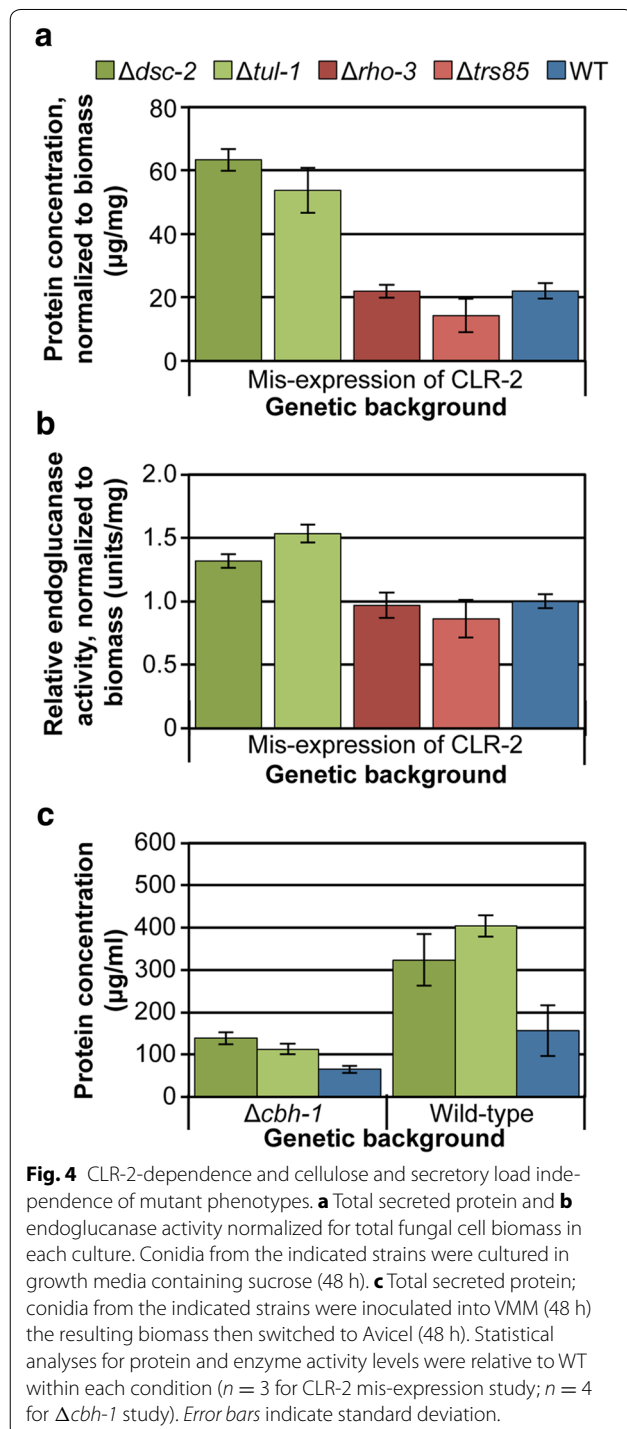 a
Δdsc-2 Δtul-1 Δrho-3 Δtrs85 WT
Protein concentration,
normalized to biomass
(µg/mg)
80
60
40
20
0
Mis-expression of CLR-2
Genetic background
b
Relative endoglucanase
activity, normalized to
biomass (units/mg)
2.0
1.5
1.0
0.5
0
Mis-expression of CLR-2
Genetic background
c
Protein concentration
(µg/ml)
600
500
400
300
200
100
0
Δcbh-1 Wild-type
Genetic background
Fig. 4 CLR-2-dependence and cellulose and secretory load inde-
pendence of mutant phenotypes. a Total secreted protein and b
endoglucanase activity normalized for total fungal cell biomass in
each culture. Conidia from the indicated strains were cultured in
growth media containing sucrose (48 h). c Total secreted protein;
conidia from the indicated strains were inoculated into VMM (48 h)
the resulting biomass then switched to Avicel (48 h). Statistical
analyses for protein and enzyme activity levels were relative to WT
within each condition (n = 3 for CLR-2 mis-expression study; n = 4
for Δcbh-1 study). Error bars indicate standard deviation.